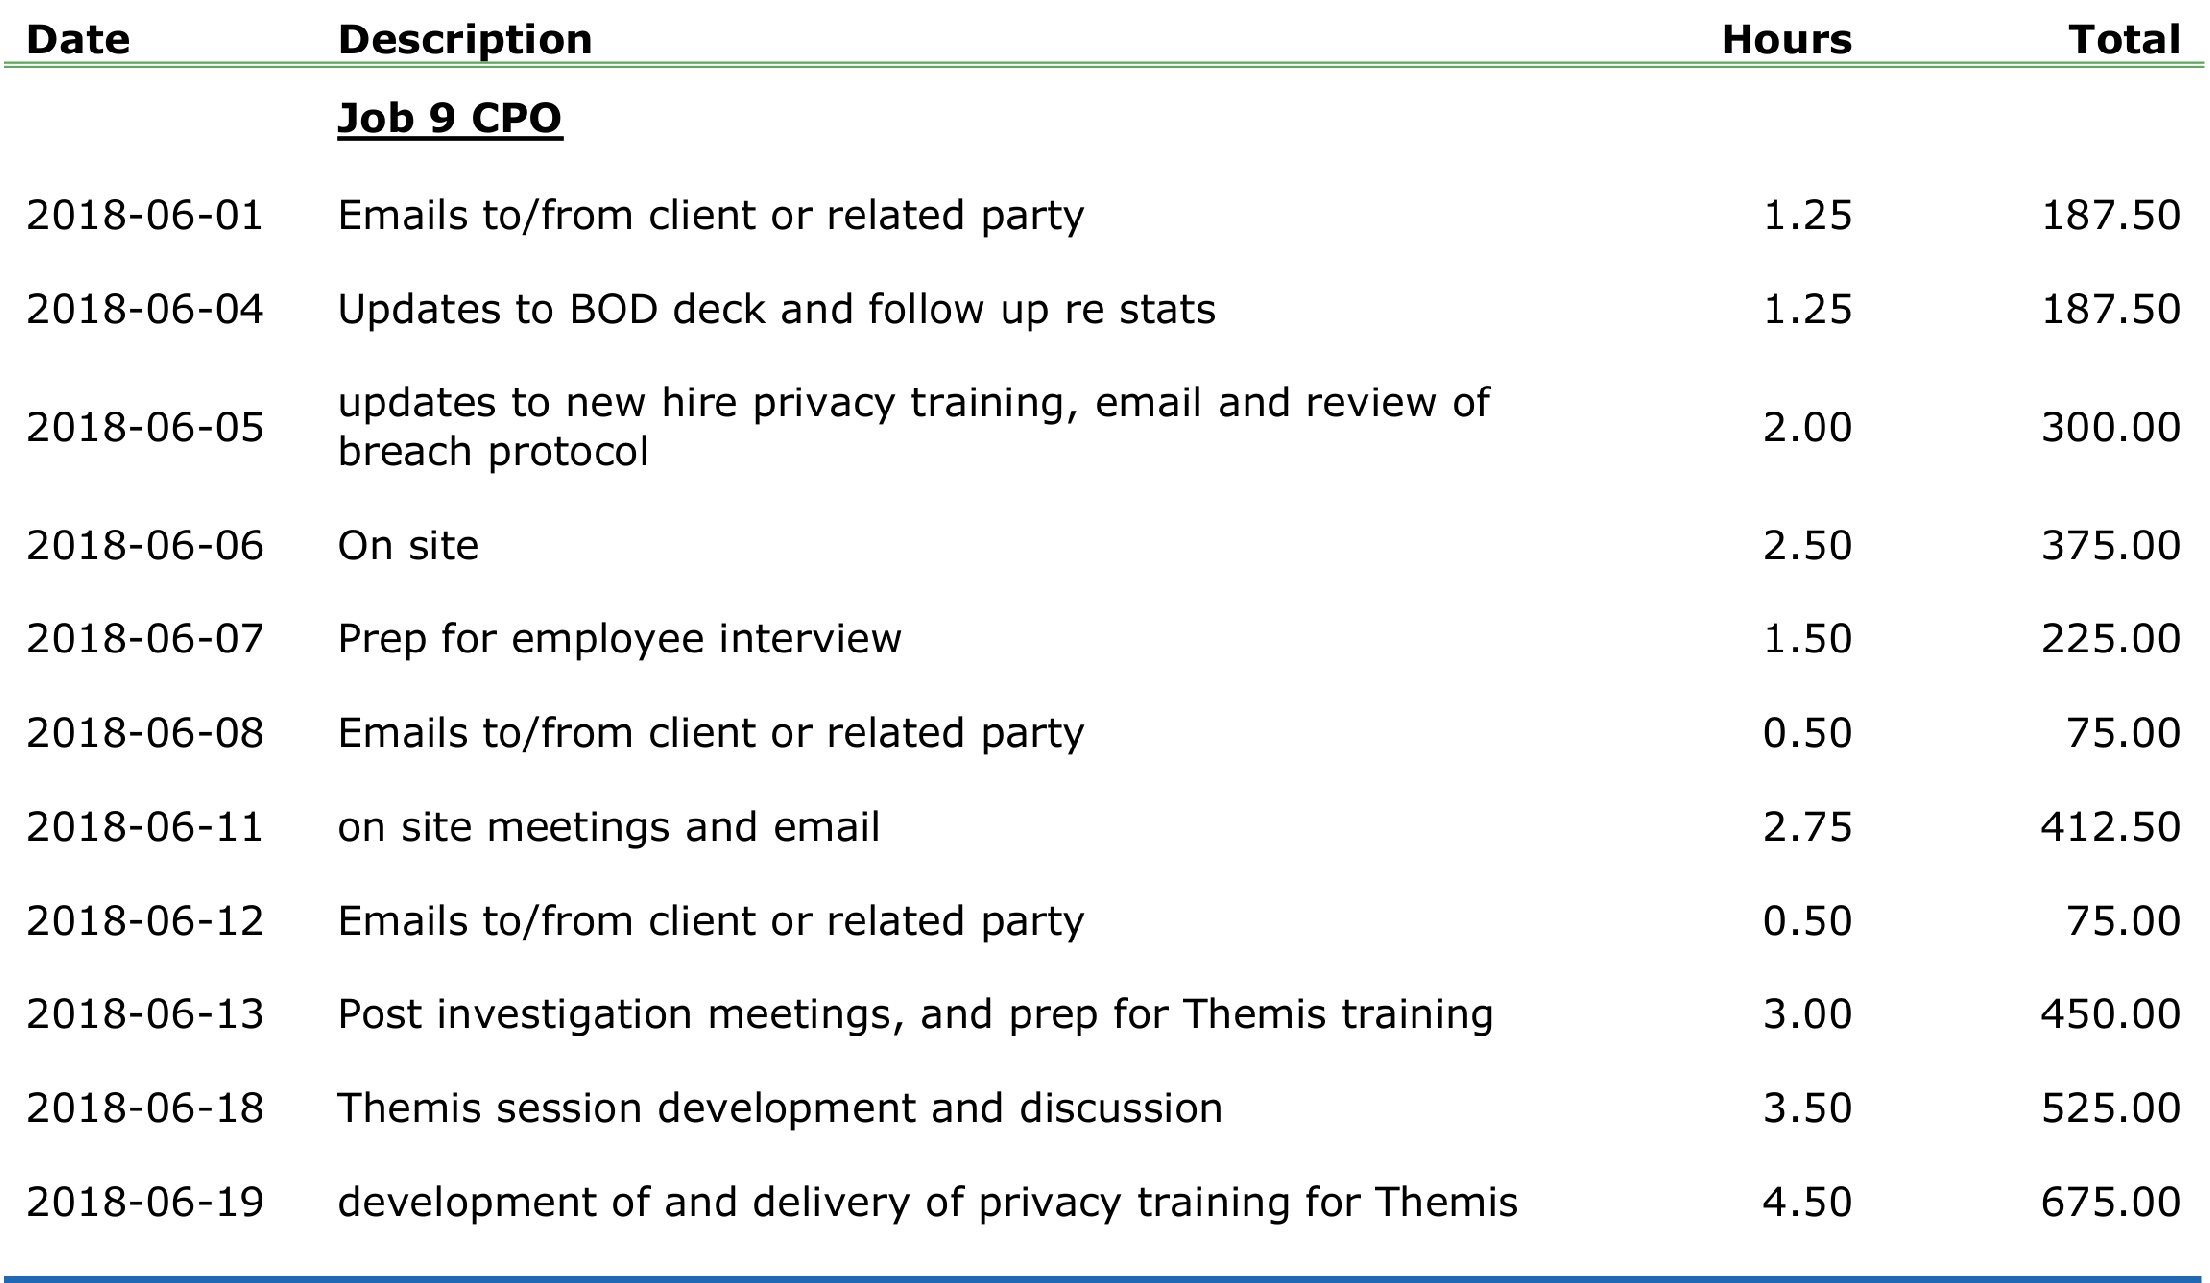 Date Description Hours Total
Job 9 CPO
2018-06-01 Emails to/from client or related party 1.25 187.50
2018-06-04 Updates to BOD deck and follow up re stats 1.25 187.50
2018-06-05 updates to new hire privacy training, email and review of
breach protocol 2.00 300.00
2018-06-06 On site 2.50 375.00
2018-06-07 Prep for employee interview 1.50 225.00
2018-06-08 Emails to/from client or related party 0.50 75.00
2018-06-11 on site meetings and email 2.75 412.50
2018-06-12 Emails to/from client or related party 0.50 75.00
2018-06-13 Post investigation meetings, and prep for Themis training 3.00 450.00
2018-06-18 Themis session development and discussion 3.50 525.00
2018-06-19 development of and delivery of privacy training for Themis 4.50 675.00